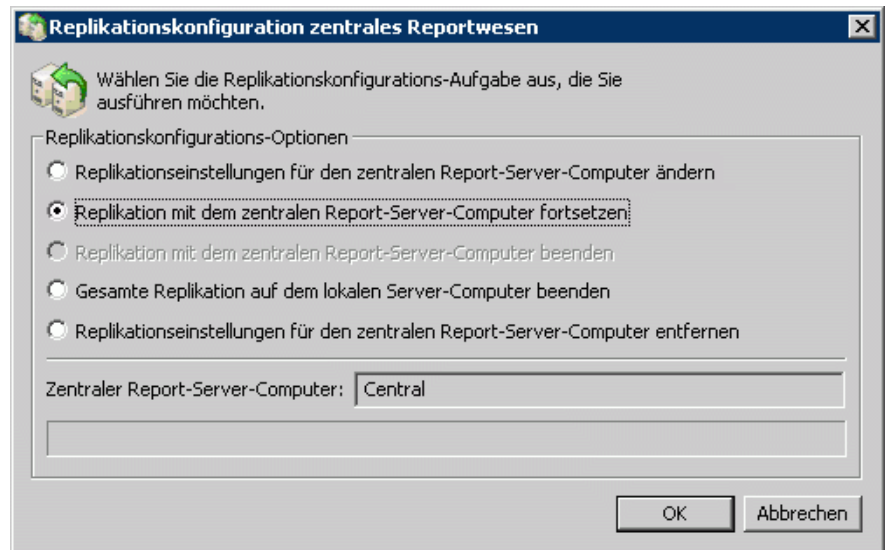 Replikationskonfiguration zentrales Reportwesen
Wählen Sie die Replikationskonfigurations-Aufgabe aus, die Sie
ausführen möchten.
Replikationskonfigurations-Optionen
Replikationseinstellungen für den zentralen Report-Server-Computer ändern
Replikation mit dem zentralen Report-Server-Computer fortsetzen
Replikation mit dem zentralen Report-Server-Computer beenden
Gesamte Replikation auf dem lokalen Server-Computer beenden
Replikationseinstellungen für den zentralen Report-Server-Computer entfernen
Zentraler Report-Server-Computer: Central
OK Abbrechen